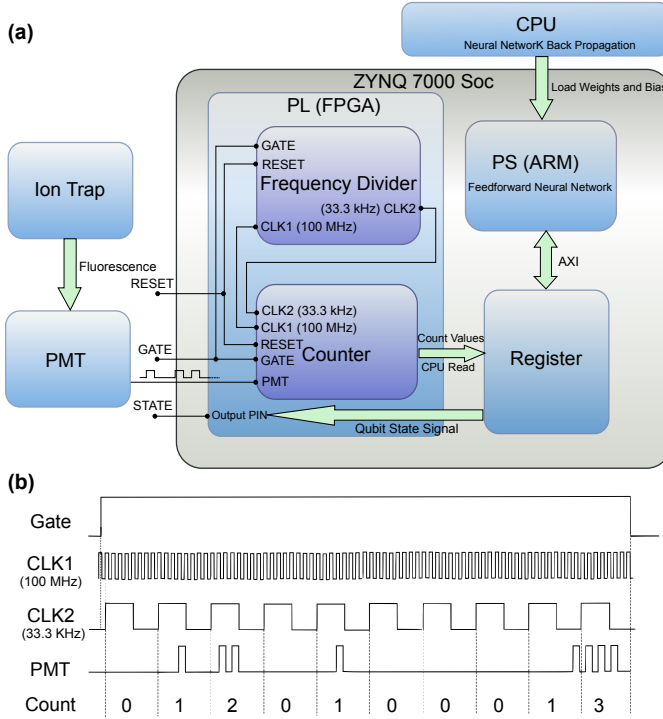 (a)
CPU
Neural NetworK Back Propagation
ZYNQ 7000 Soc
Load Weights and Bias
PL (FPGA)
GATE
RESET
Frequency Divider
(33.3 kHz) CLK2
CLK1 (100 MHz)
PS (ARM)
Feedforward Neural Network
Ion Trap
Fluorescence
RESET
AXI
CLK2 (33.3 kHz)
CLK1 (100 MHz)
RESET
Counter
GATE
PMT
PMT
GATE
Count Values
CPU Read
Register
STATE
Output PIN
Qubit State Signal
(b)
Gate
CLK1
(100 MHz)
CLK2
(33.3 KHz)
PMT
Count 0 1 2 0 1 0 0 0 1 3